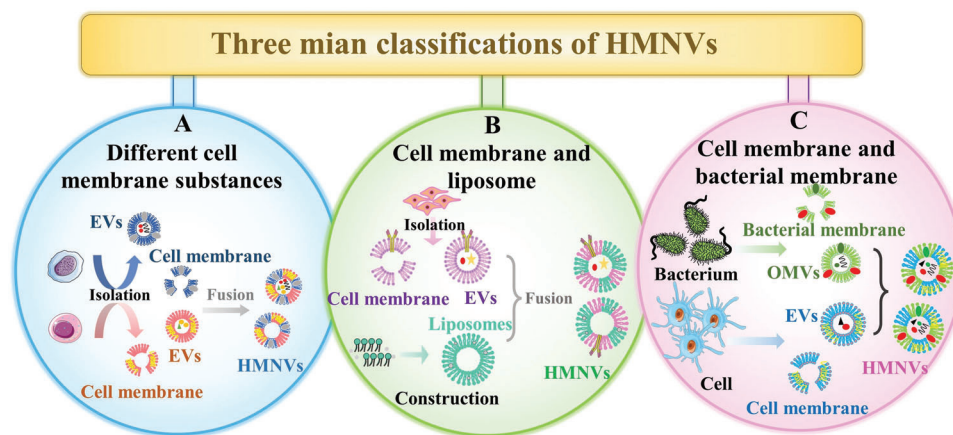 Three mian classifications of HMNVs
A
Different cell
membrane substances
EVs
Cell membrane
Isolation
Fusion
EVs
HMNVs
Cell membrane
B
Cell membrane and
liposome
Isolation
Cell membrane
EVs
Fusion
Liposomes
HMNVs
Construction
C
Cell membrane and
bacterial membrane
Bacterial membrane
Bacterium
OMVs
EVs
HMNVs
Cell
Cell membrane